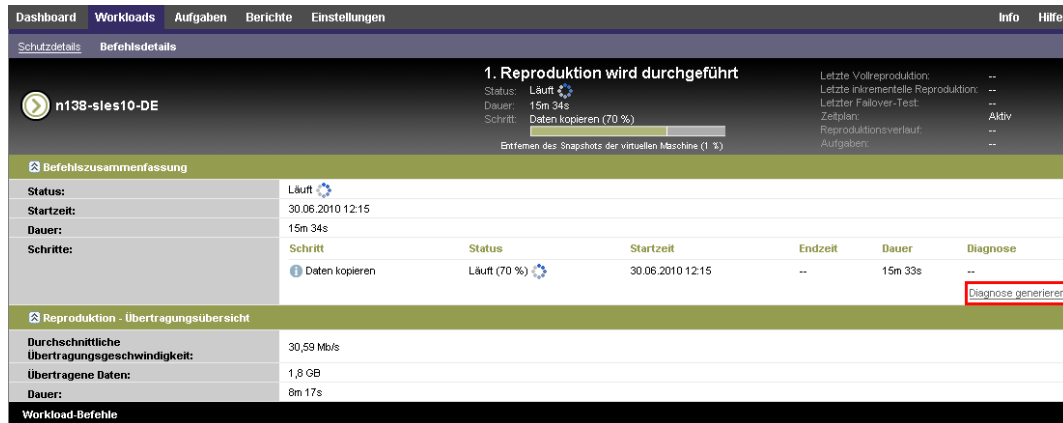 Dashboard Workloads Aufgaben Berichte Einstellungen Info Hilfe
Schutzdetails Befehlsdetails
n138-sles10-DE
1. Reproduktion wird durchgeführt
Status: Läuft
Dauer: 15m 34s
Schritt: Daten kopieren (70 %)
Entfernen des Snapshots der virtuellen Maschine (1 %)
Letzte Vollreproduktion: --
Letzte inkrementelle Reproduktion: --
Letzter Failover-Test: --
Zeitplan: Aktiv
Reproduktionsverlauf: --
Aufgaben: --
Befehlszusammenfassung
Status: Läuft
Startzeit: 30.06.2010 12:15
Dauer: 15m 34s
Schritte: Schritt Status Startzeit Endzeit Dauer Diagnose
Daten kopieren Läuft (70 %) 30.06.2010 12:15 -- 15m 33s --
Diagnose generieren
Reproduktion - Übertragungsübersicht
Durchschnittliche
Übertragungsgeschwindigkeit: 30,59 Mb/s
Übertragene Daten: 1,8 GB
Dauer: 8m 17s
Workload-Befehle